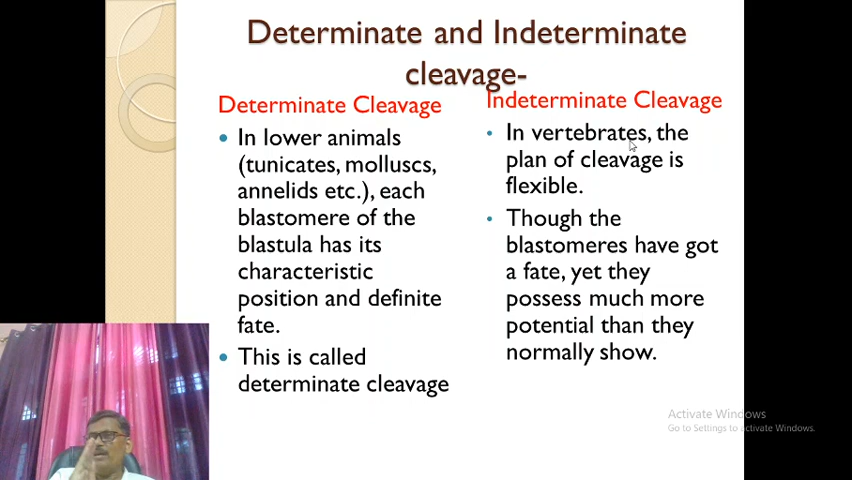 Determinate and Indeterminate
cleavage-
Determinate Cleavage
• In lower animals
(tunicates, molluscs,
annelids etc.), each
blastomere of the
blastula has its
characteristic
position and definite
fate.
• This is called
determinate cleavage
Indeterminate Cleavage
• In vertebrates, the
plan of cleavage is
flexible.
• Though the
blastomeres have got
a fate, yet they
possess much more
potential than they
normally show.
Activate Windows
Go to Settings to activate Windows.